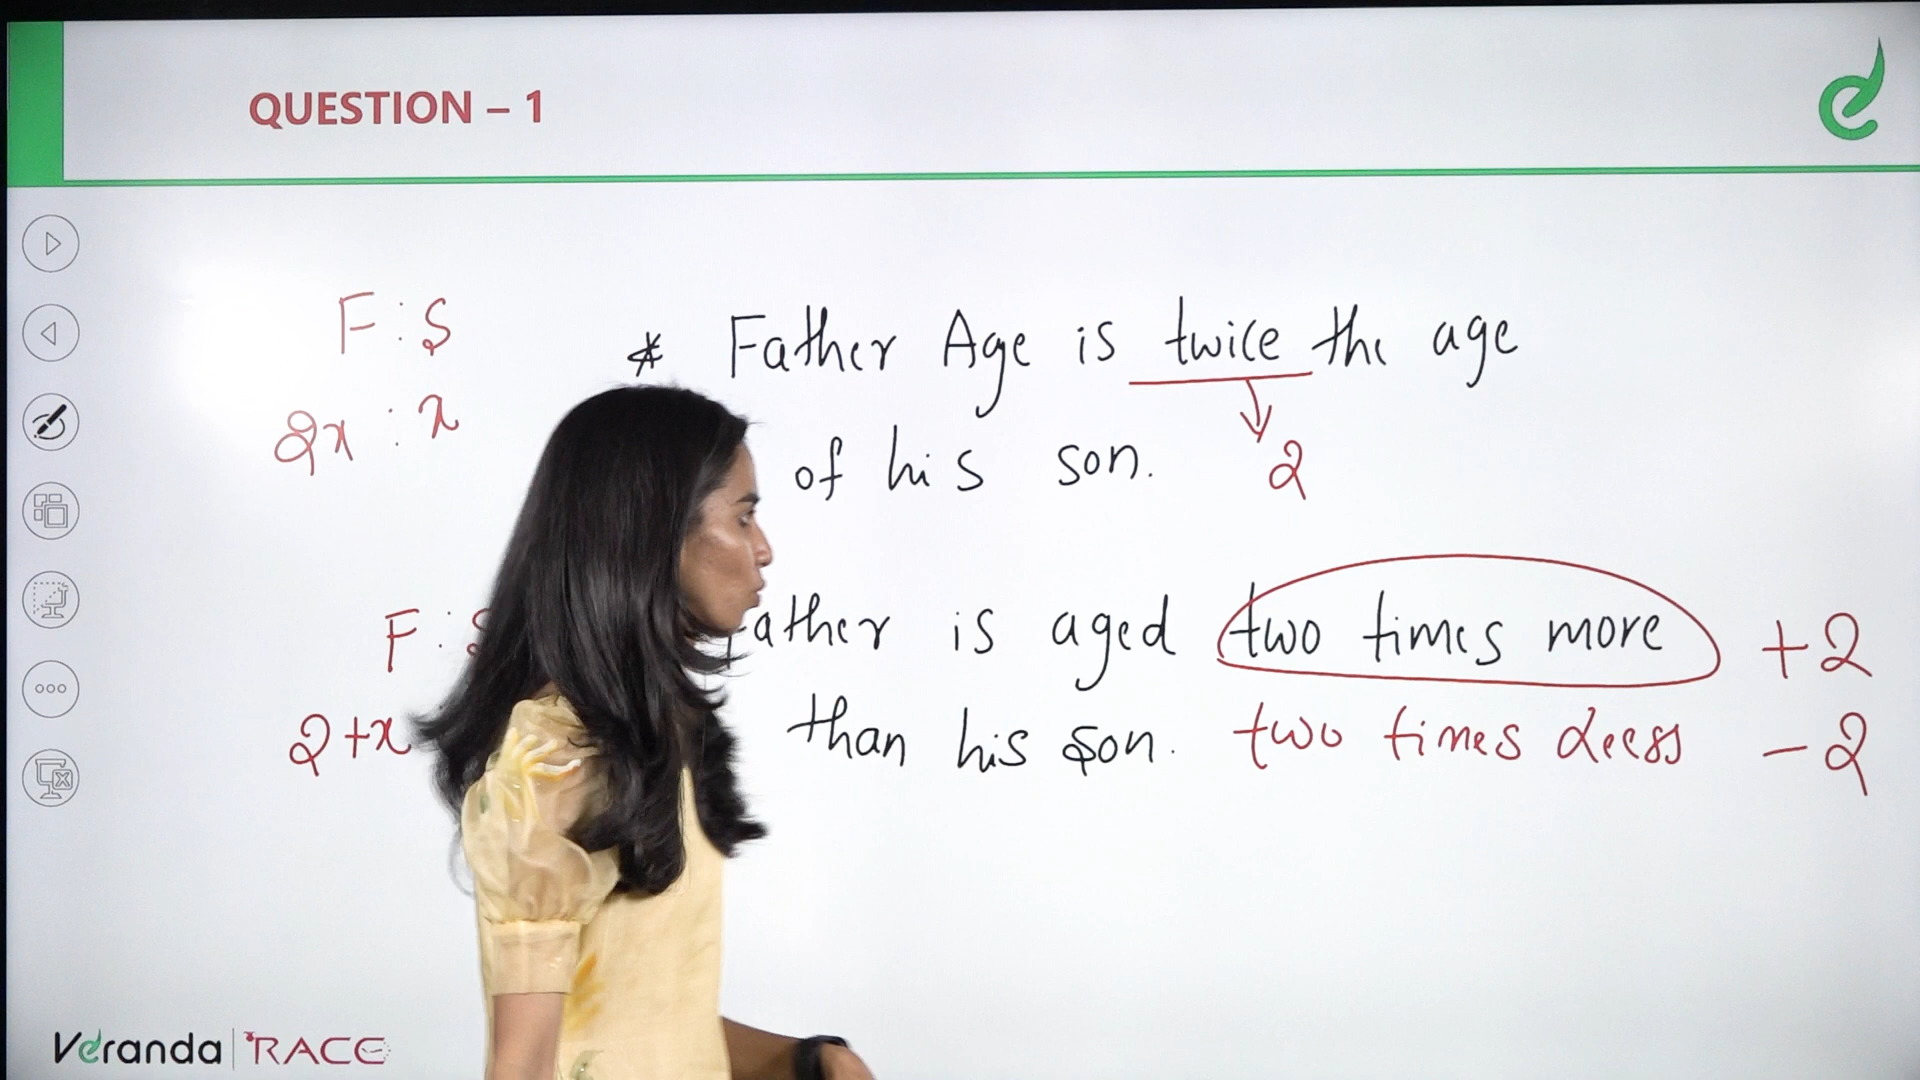 QUESTION – 1
F : S
* Father Age is twice the age
2x : x
of his son. 2
F : S
ather is aged two times more +2
2+x
than his son. two times leess -2
Veranda RACE